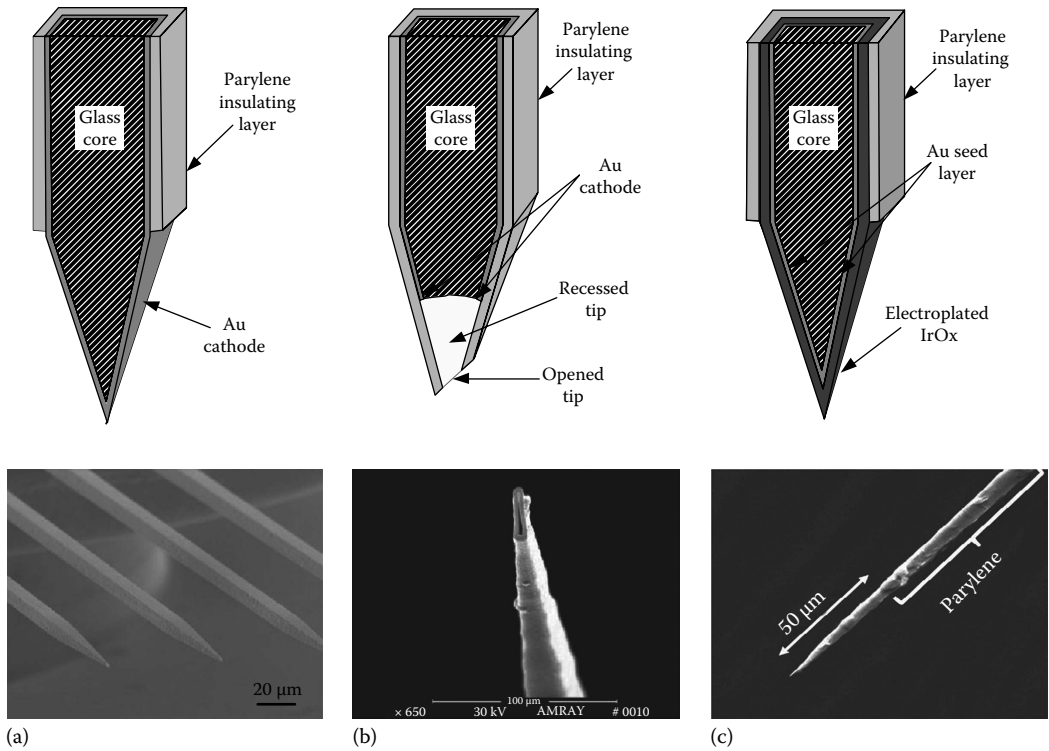 Parylene
insulating
layer
Glass
core
Au
cathode
Parylene
insulating
layer
Glass
core
Au
cathode
Recessed
tip
Opened
tip
Parylene
insulating
layer
Glass
core
Au seed
layer
Electroplated
IrOx
20 µm
100 µm
× 650 30 kV AMRAY # 0010
50 µm
Parylene
(a)
(b)
(c)